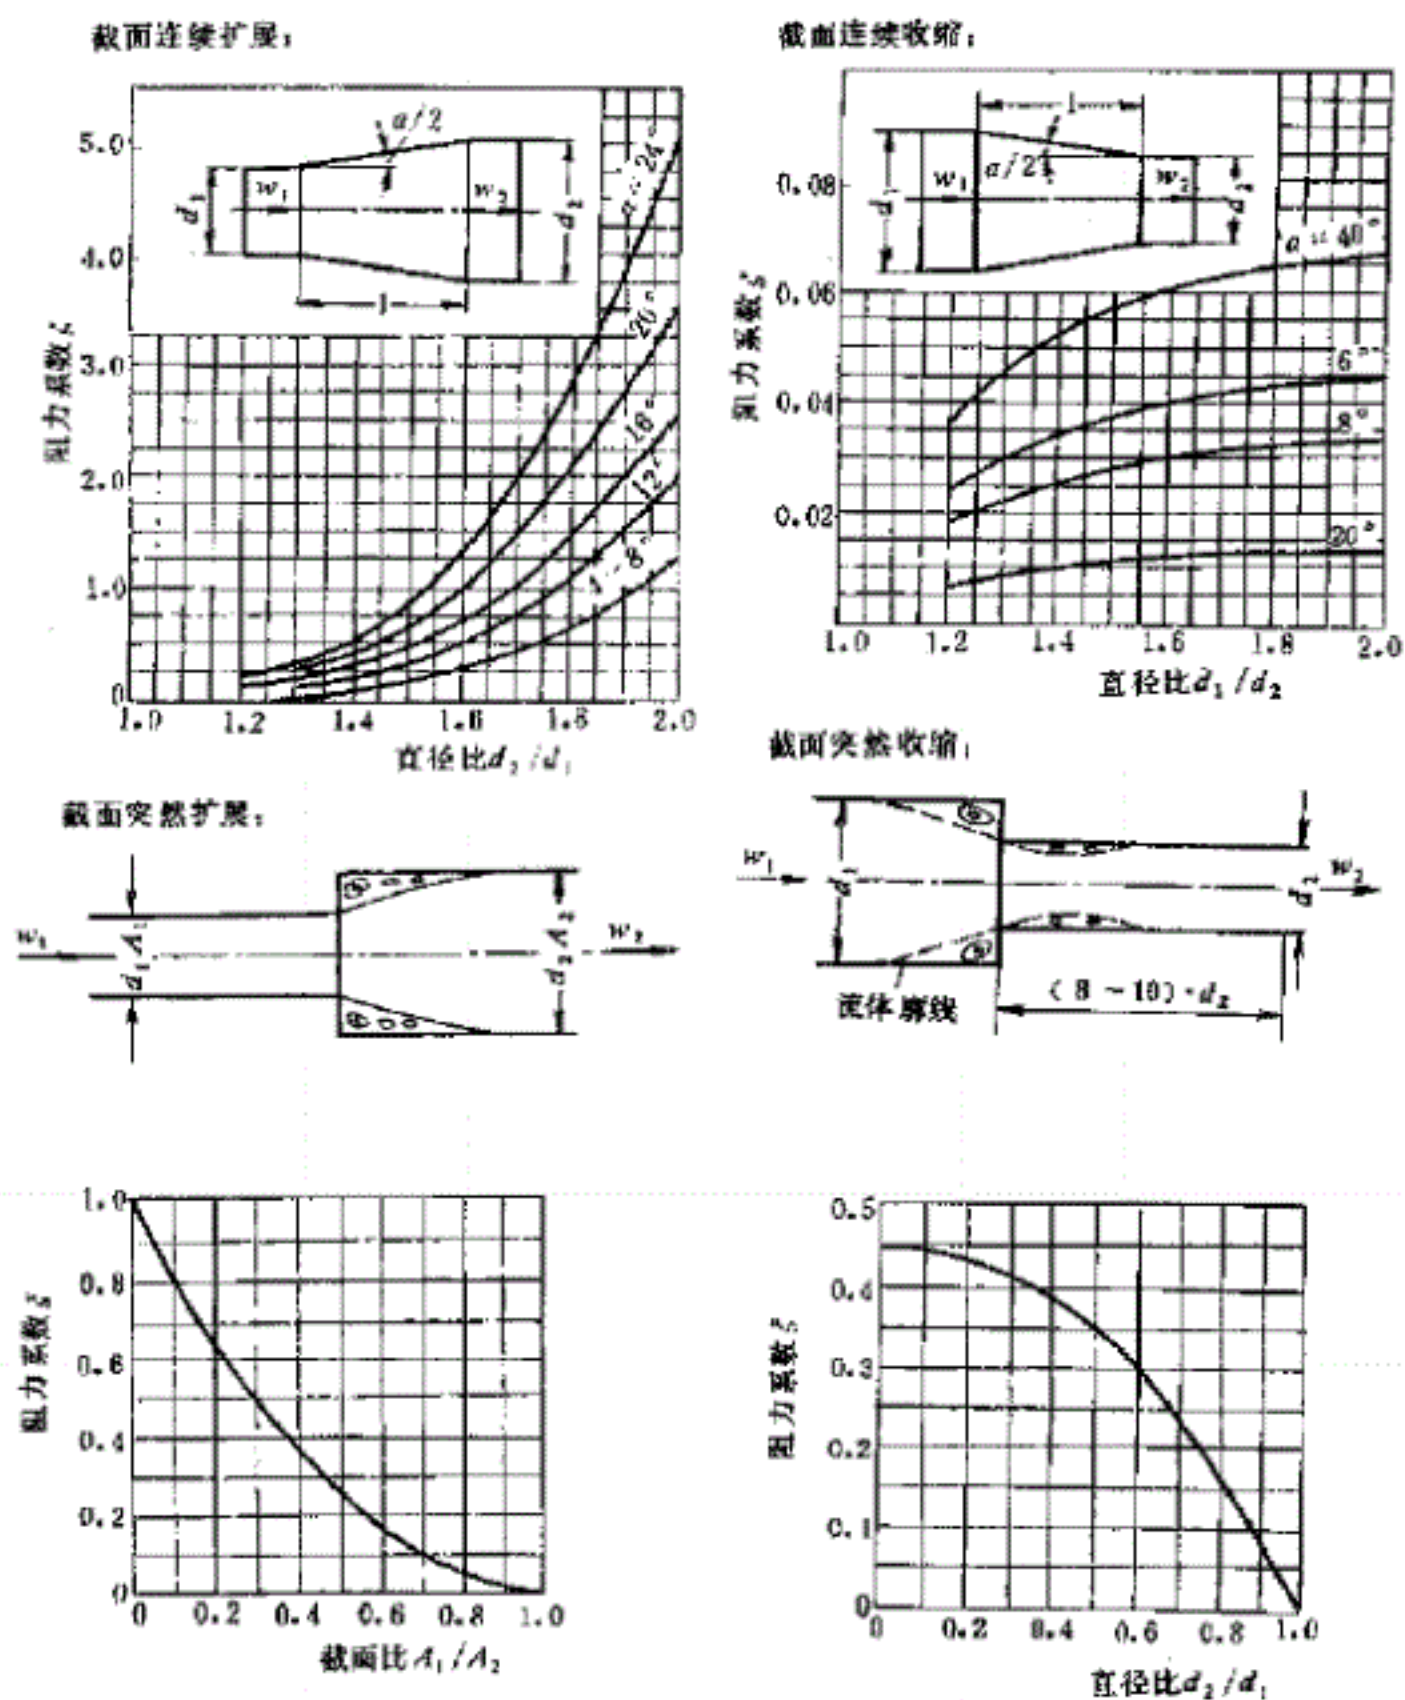 截面连续扩展：
5.0
4.0
3.0
2.0
1.0
0
阻力系数ξ
a/2
d₁
w₁
w₂
d₂
l
a = 24°
20°
16°
12°
4~8°
1.0 1.2 1.4 1.6 1.8 2.0
直径比d₂/d₁
截面连续收缩：
0.08
0.06
0.04
0.02
阻力系数ξ
l
d₁
w₁
a/2
w₂
d₂
a = 40°
6°
8°
20°
1.0 1.2 1.4 1.6 1.8 2.0
直径比d₁/d₂
截面突然扩展：
w₁
d₁A₁
d₂A₂
w₂
截面突然收缩：
w₁
d₁
d₂
w₂
流体廓线
(8~10)·d₂
1.0
0.8
0.6
0.4
0.2
0
阻力系数ξ
0 0.2 0.4 0.6 0.8 1.0
截面比A₁/A₂
0.5
0.4
0.3
0.2
0.1
0
阻力系数ξ
0 0.2 0.4 0.6 0.8 1.0
直径比d₂/d₁